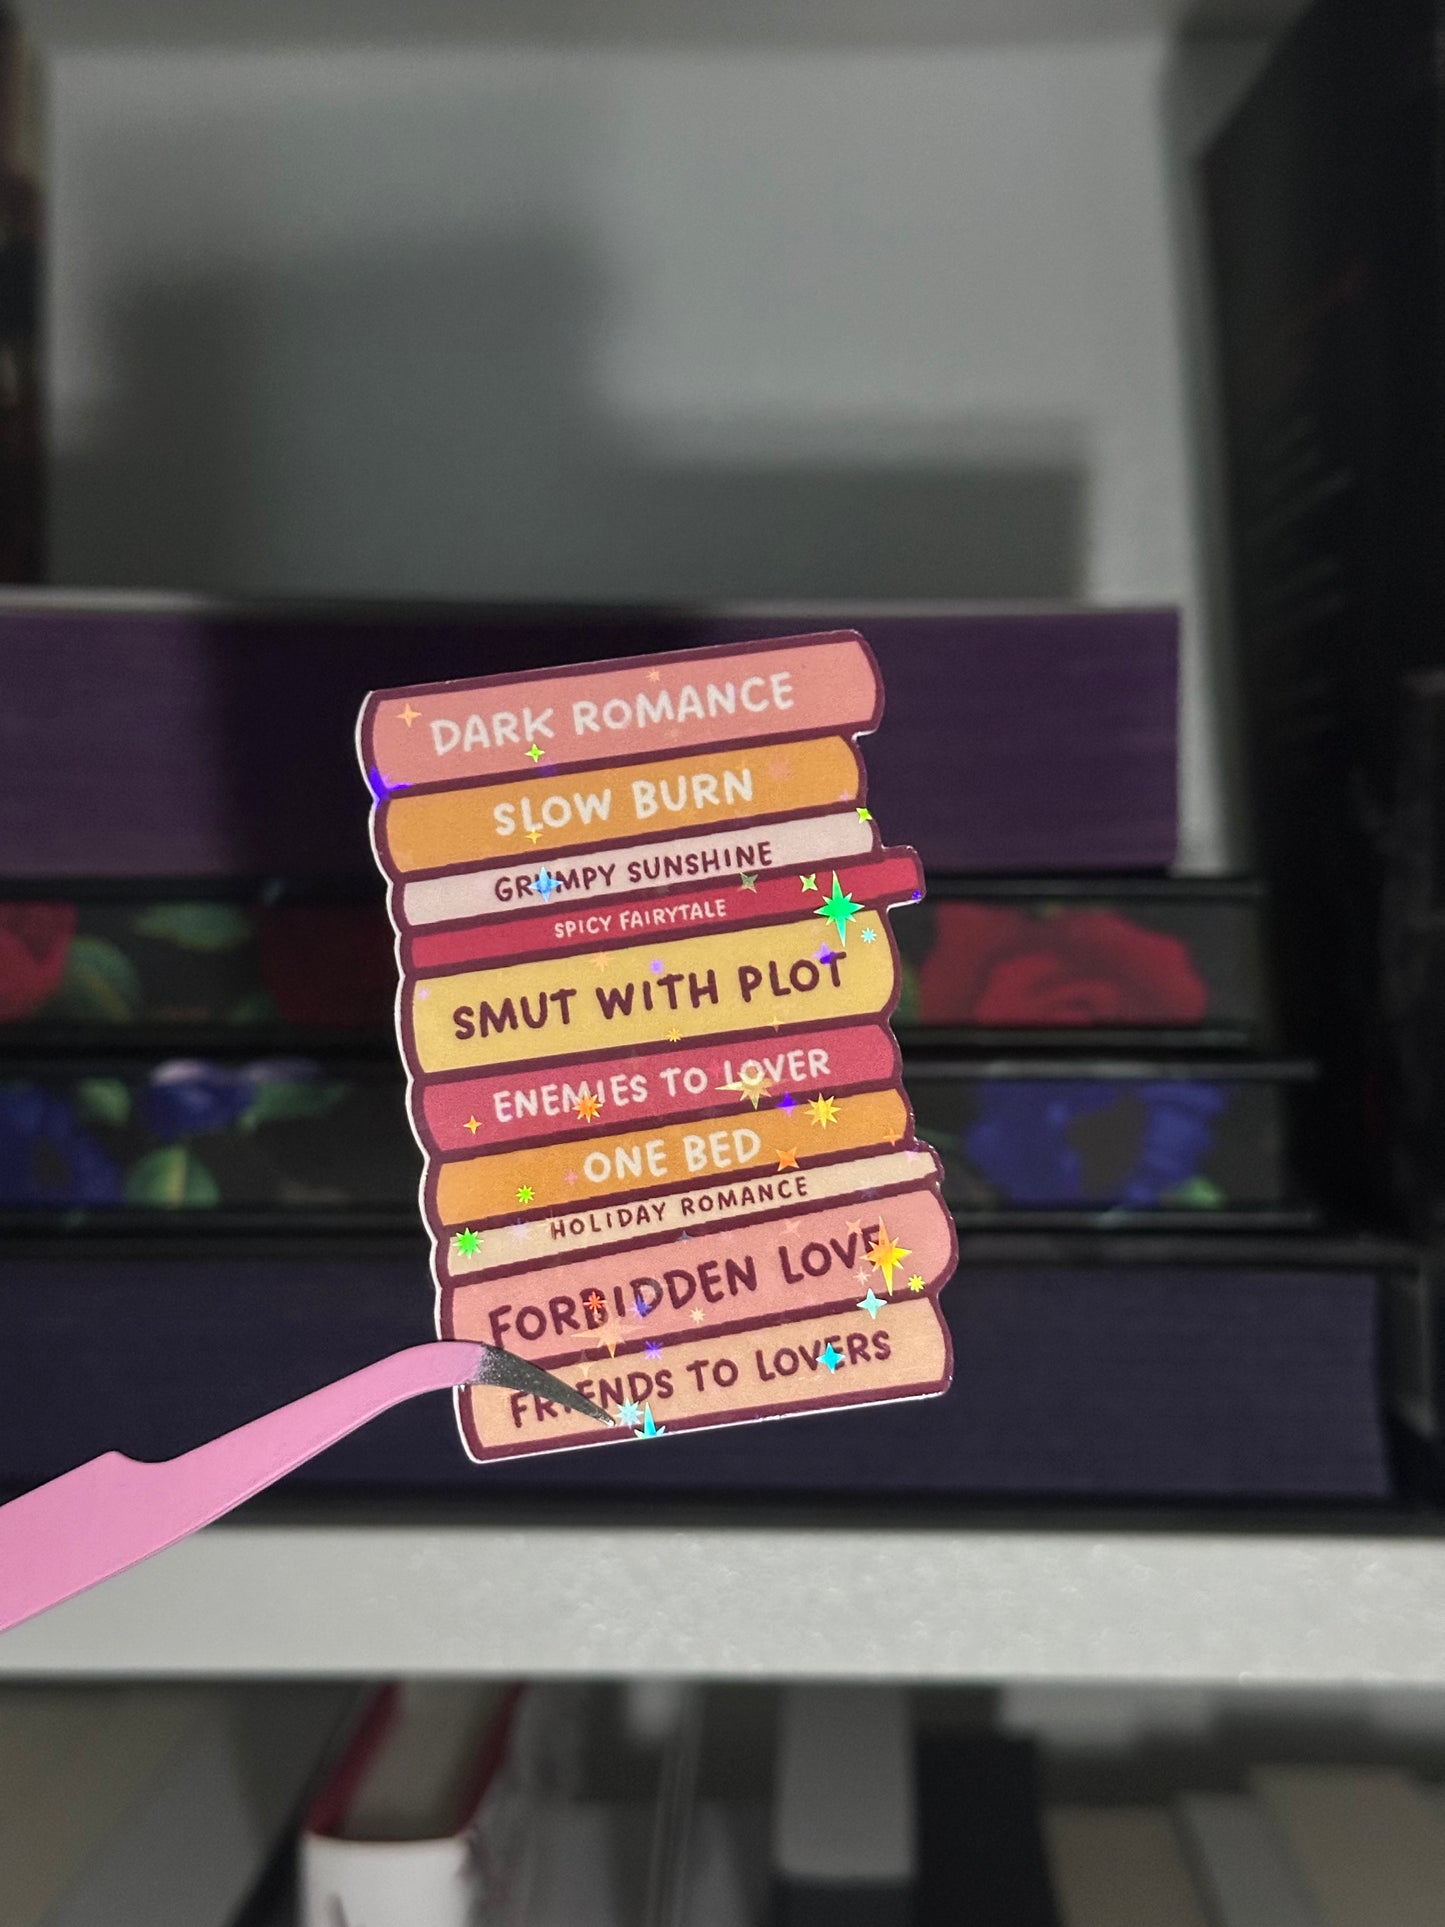 DARK ROMANCE
SLOW BURN
GRUMPY SUNSHINE
SPICY FAIRYTALE
SMUT WITH PLOT
ENEMIES TO LOVER
ONE BED
HOLIDAY ROMANCE
FORBIDDEN LOVE
FRIENDS TO LOVERS